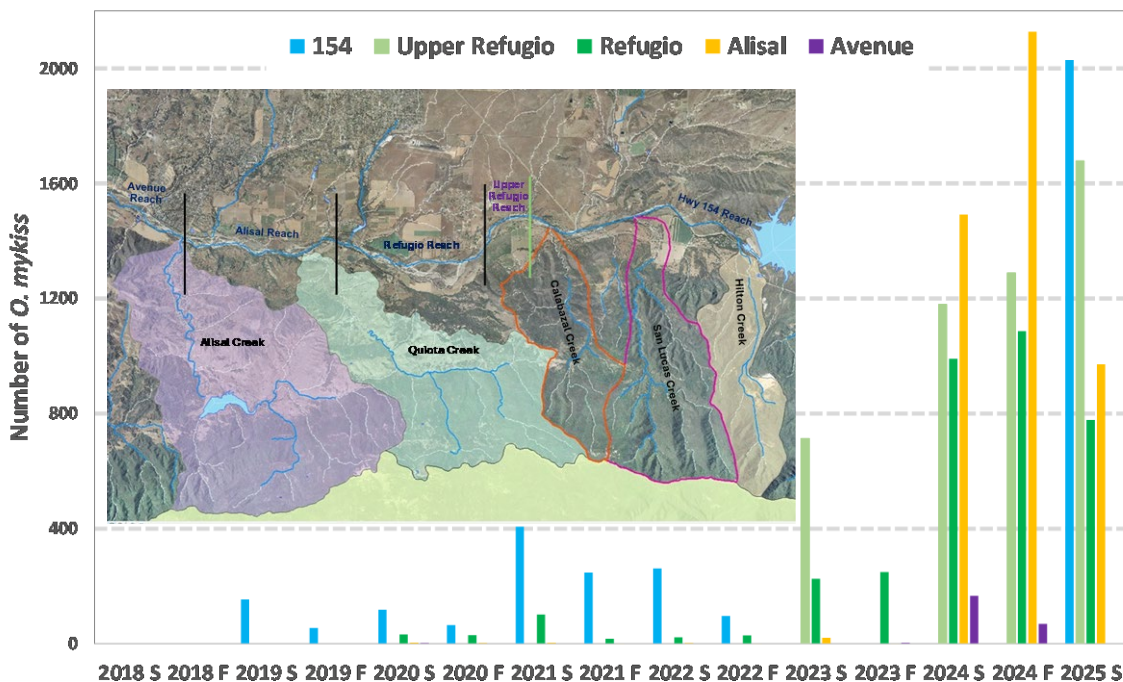 154 Upper Refugio Refugio Alisal Avenue
Number of O. mykiss
2000
1600
1200
800
400
0
Avenue
Reach
Alisal Reach
Refugio Reach
Upper
Refugio
Reach
Hwy 154 Reach
Alisal Creek
Quiota Creek
Calabazal Creek
San Lucas Creek
Hilton Creek
2018 S 2018 F 2019 S 2019 F 2020 S 2020 F 2021 S 2021 F 2022 S 2022 F 2023 S 2023 F 2024 S 2024 F 2025 S